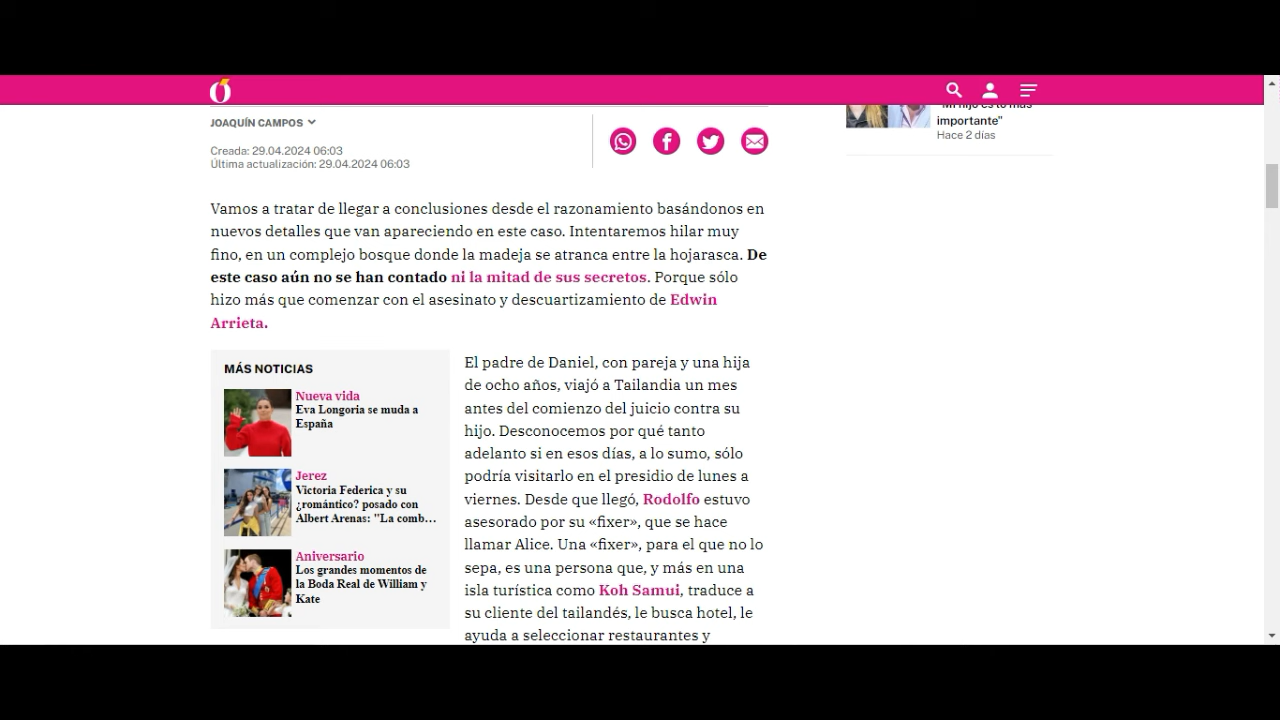 "Mi hijo es lo más
importante"
Hace 2 días
JOAQUÍN CAMPOS
Creada: 29.04.2024 06:03
Última actualización: 29.04.2024 06:03
Vamos a tratar de llegar a conclusiones desde el razonamiento basándonos en
nuevos detalles que van apareciendo en este caso. Intentaremos hilar muy
fino, en un complejo bosque donde la madeja se atranca entre la hojarasca. De
este caso aún no se han contado ni la mitad de sus secretos. Porque sólo
hizo más que comenzar con el asesinato y descuartizamiento de Edwin
Arrieta.
MÁS NOTICIAS
Nueva vida
Eva Longoria se muda a
España
Jerez
Victoria Federica y su
¿romántico? posado con
Albert Arenas: "La comb...
Aniversario
Los grandes momentos de
la Boda Real de William y
Kate
El padre de Daniel, con pareja y una hija
de ocho años, viajó a Tailandia un mes
antes del comienzo del juicio contra su
hijo. Desconocemos por qué tanto
adelanto si en esos días, a lo sumo, sólo
podría visitarlo en el presidio de lunes a
viernes. Desde que llegó, Rodolfo estuvo
asesorado por su «fixer», que se hace
llamar Alice. Una «fixer», para el que no lo
sepa, es una persona que, y más en una
isla turística como Koh Samui, traduce a
su cliente del tailandés, le busca hotel, le
ayuda a seleccionar restaurantes y